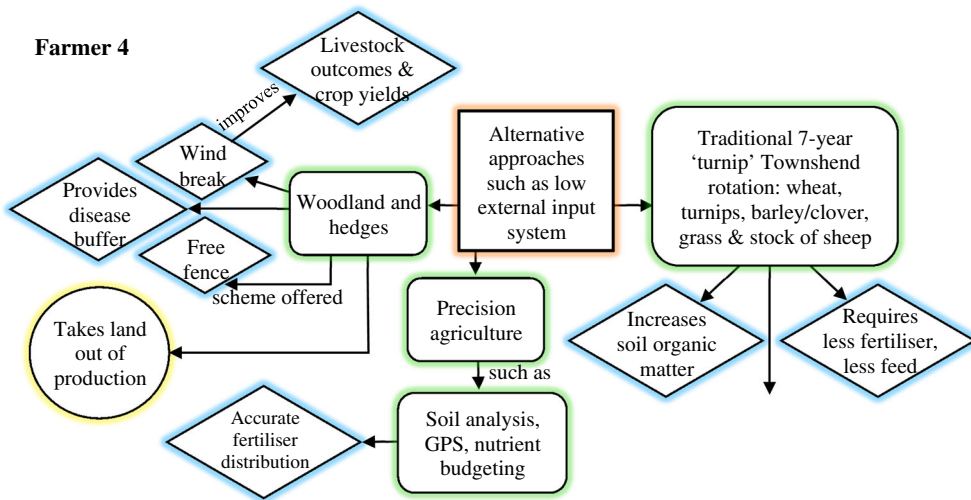 Farmer 4
Livestock
outcomes &
crop yields
improves
Wind
break
Provides
disease
buffer
Free
fence
scheme offered
Woodland and
hedges
Alternative
approaches
such as low
external input
system
Traditional 7-year
‘turnip’ Townshend
rotation: wheat,
turnips, barley/clover,
grass & stock of sheep
Takes land
out of
production
Precision
agriculture
such as
Increases
soil organic
matter
Requires
less fertiliser,
less feed
Accurate
fertiliser
distribution
Soil analysis,
GPS, nutrient
budgeting